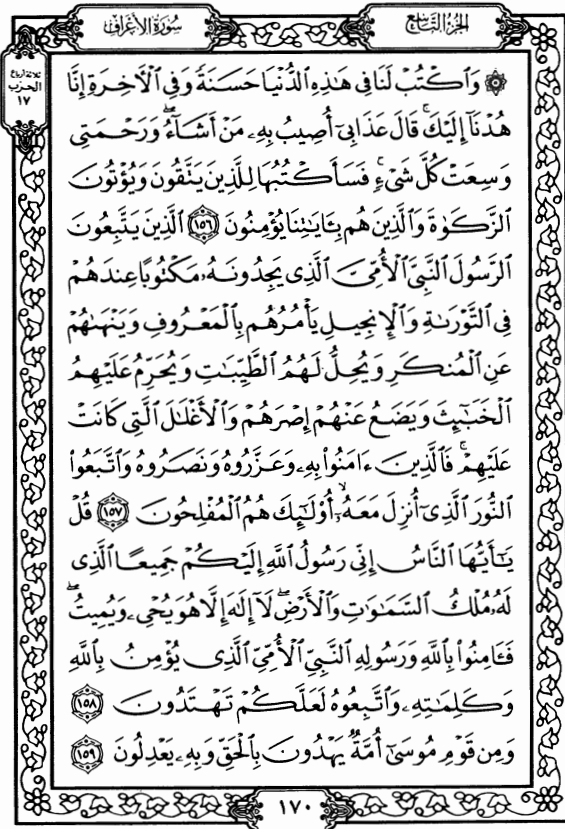 الجزء التاسع
سورة الأعراف
ثلاثة أرباع
الحزب
١٧
۞ وَٱكْتُبْ لَنَا فِى هَٰذِهِ ٱلدُّنْيَا حَسَنَةً وَفِى ٱلْأَخِرَةِ إِنَّا
هُدْنَآ إِلَيْكَ ۚ قَالَ عَذَابِىٓ أُصِيبُ بِهِۦ مَنْ أَشَآءُ ۖ وَرَحْمَتِى
وَسِعَتْ كُلَّ شَىْءٍ ۚ فَسَأَكْتُبُهَا لِلَّذِينَ يَتَّقُونَ وَيُؤْتُونَ
ٱلزَّكَوٰةَ وَٱلَّذِينَ هُم بِـَٔايَٰتِنَا يُؤْمِنُونَ ١٥٦ ٱلَّذِينَ يَتَّبِعُونَ
ٱلرَّسُولَ ٱلنَّبِىَّ ٱلْأُمِّىَّ ٱلَّذِى يَجِدُونَهُۥ مَكْتُوبًا عِندَهُمْ
فِى ٱلتَّوْرَىٰةِ وَٱلْإِنجِيلِ يَأْمُرُهُم بِٱلْمَعْرُوفِ وَيَنْهَىٰهُمْ
عَنِ ٱلْمُنكَرِ وَيُحِلُّ لَهُمُ ٱلطَّيِّبَٰتِ وَيُحَرِّمُ عَلَيْهِمُ
ٱلْخَبَٰٓئِثَ وَيَضَعُ عَنْهُمْ إِصْرَهُمْ وَٱلْأَغْلَٰلَ ٱلَّتِى كَانَتْ
عَلَيْهِمْ ۚ فَٱلَّذِينَ ءَامَنُوا۟ بِهِۦ وَعَزَّرُوهُ وَنَصَرُوهُ وَٱتَّبَعُوا۟
ٱلنُّورَ ٱلَّذِىٓ أُنزِلَ مَعَهُۥٓ ۙ أُو۟لَٰٓئِكَ هُمُ ٱلْمُفْلِحُونَ ١٥٧ قُلْ
يَٰٓأَيُّهَا ٱلنَّاسُ إِنِّى رَسُولُ ٱللَّهِ إِلَيْكُمْ جَمِيعًا ٱلَّذِى
لَهُۥ مُلْكُ ٱلسَّمَٰوَٰتِ وَٱلْأَرْضِ ۖ لَآ إِلَٰهَ إِلَّا هُوَ يُحْىِۦ وَيُمِيتُ ۖ
فَـَٔامِنُوا۟ بِٱللَّهِ وَرَسُولِهِ ٱلنَّبِىِّ ٱلْأُمِّىِّ ٱلَّذِى يُؤْمِنُ بِٱللَّهِ
وَكَلِمَٰتِهِۦ وَٱتَّبِعُوهُ لَعَلَّكُمْ تَهْتَدُونَ ١٥٨
وَمِن قَوْمِ مُوسَىٰٓ أُمَّةٌ يَهْدُونَ بِٱلْحَقِّ وَبِهِۦ يَعْدِلُونَ ١٥٩
١٧٠